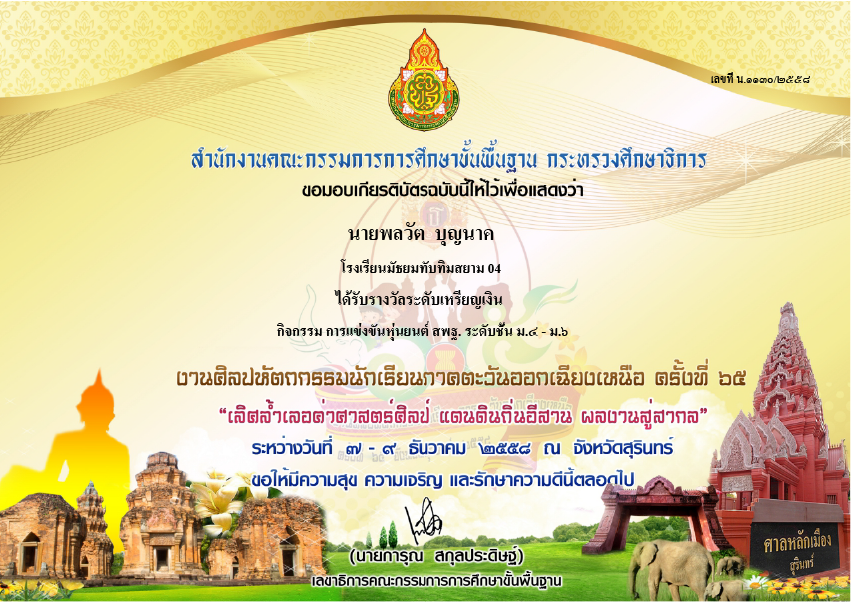 เลขที่ น.๑๑๓๐/๒๕๕๘
สำนักงานคณะกรรมการการศึกษาขั้นพื้นฐาน กระทรวงศึกษาธิการ
ขอมอบเกียรติบัตรฉบับนี้ให้ไว้เพื่อแสดงว่า
นายพลวัต บุญนาค
โรงเรียนมัธยมทับทิมสยาม 04
ได้รับรางวัลระดับเหรียญเงิน
กิจกรรม การแข่งขันหุ่นยนต์ สพฐ. ระดับชั้น ม.๔ - ม.๖
งานศิลปหัตถกรรมนักเรียนภาคตะวันออกเฉียงเหนือ ครั้งที่ ๖๕
“เลิศล้ำเลอค่าศาสตร์ศิลป์ แดนดินถิ่นอีสาน ผลงานสู่สากล”
ระหว่างวันที่ ๗ - ๙ ธันวาคม ๒๕๕๘ ณ จังหวัดสุรินทร์
ขอให้มีความสุข ความเจริญ และรักษาความดีนี้ตลอดไป
(นายการุณ สกุลประดิษฐ์)
เลขาธิการคณะกรรมการการศึกษาขั้นพื้นฐาน
ศาลหลักเมือง
สุรินทร์